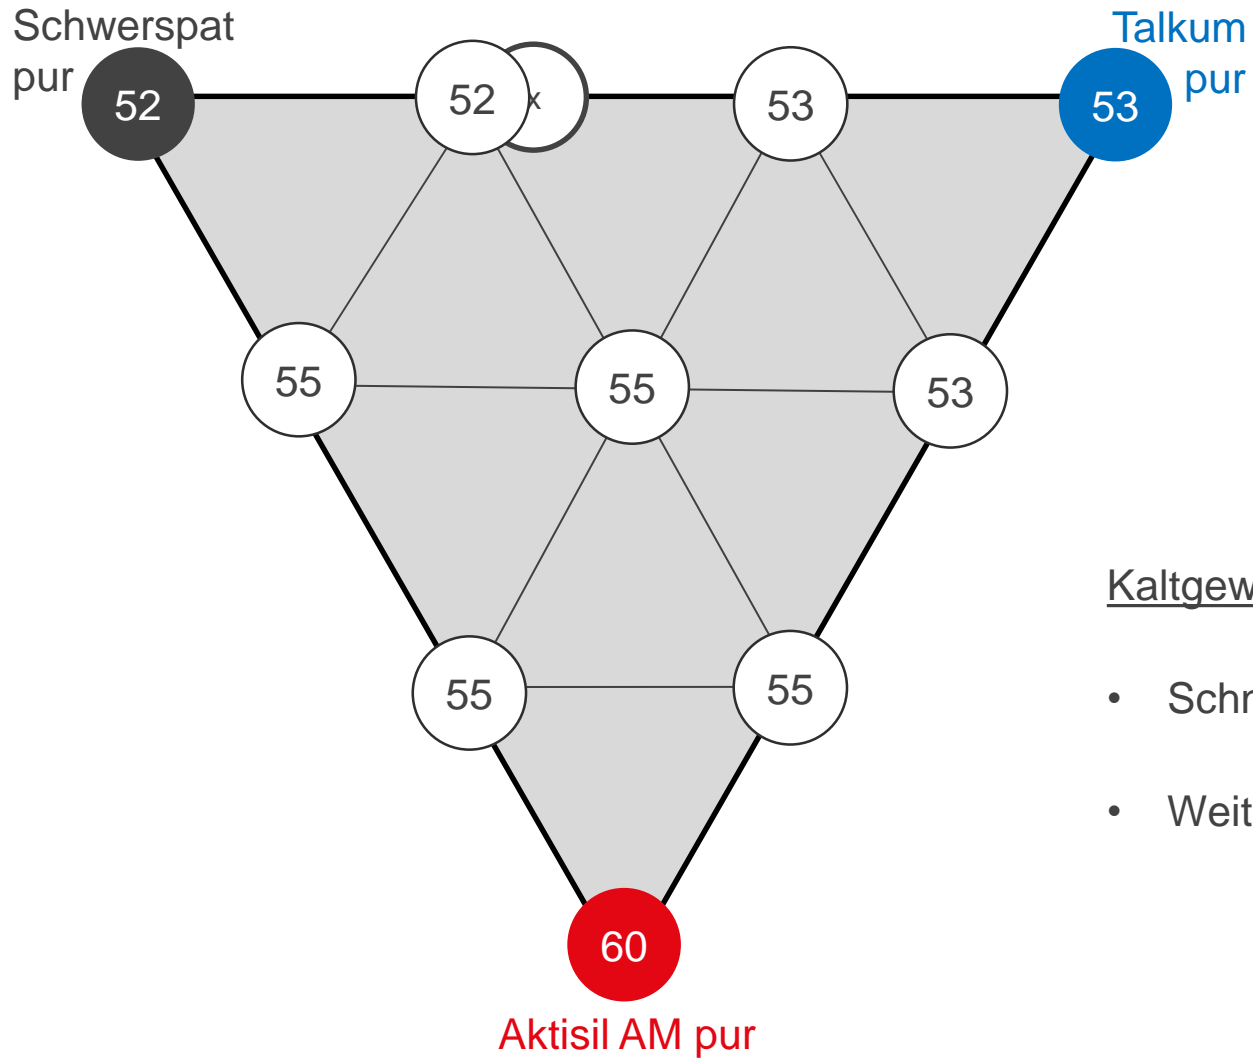 Schwerspat
pur
Talkum
pur
52
52
x
53
53
55
55
53
Kaltgew
Schr
55
55
Weit
60
Aktisil AM pur